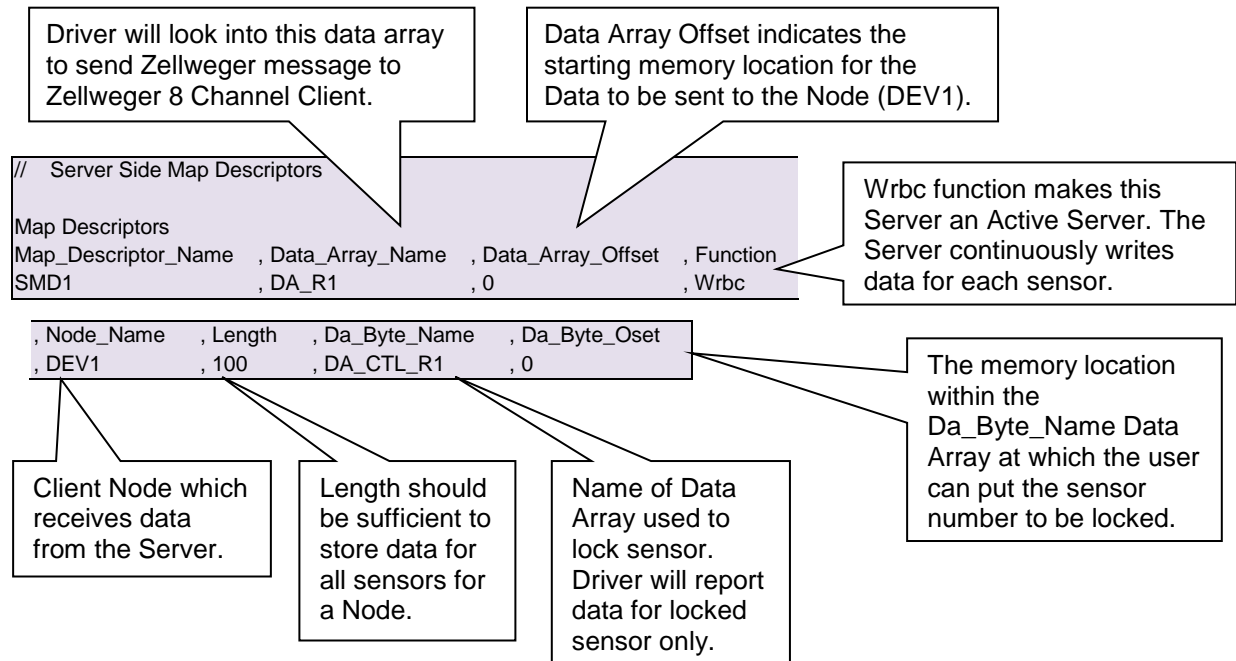 Driver will look into this data array
to send Zellweger message to
Zellweger 8 Channel Client.
Data Array Offset indicates the
starting memory location for the
Data to be sent to the Node (DEV1).
//    Server Side Map Descriptors
Map Descriptors
Map_Descriptor_Name    , Data_Array_Name    , Data_Array_Offset    , Function
SMD1    , DA_R1    , 0    , Wrbc
Wrbc function makes this
Server an Active Server. The
Server continuously writes
data for each sensor.
, Node_Name    , Length    , Da_Byte_Name    , Da_Byte_Oset
, DEV1    , 100    , DA_CTL_R1    , 0
The memory location
within the
Da_Byte_Name Data
Array at which the user
can put the sensor
number to be locked.
Client Node which
receives data
from the Server.
Length should
be sufficient to
store data for
all sensors for
a Node.
Name of Data
Array used to
lock sensor.
Driver will report
data for locked
sensor only.